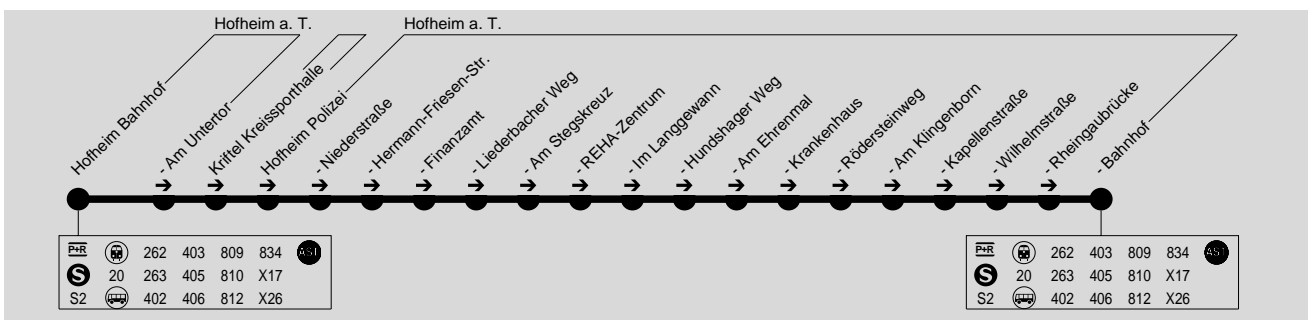 Hofheim a. T.
Hofheim a. T.
Hofheim Bahnhof
- Am Untertor
Kriftel Kreissporthalle
Hofheim Polizei
- Niederstraße
- Hermann-Friesen-Str.
- Finanzamt
- Liederbacher Weg
- Am Stegskreuz
- REHA-Zentrum
- Im Langgewann
- Hundshager Weg
- Am Ehrenmal
- Krankenhaus
- Rödersteinweg
- Am Klingenborn
- Kapellenstraße
- Wilhelmstraße
- Rheingaubrücke
- Bahnhof
P+R 262 403 809 834 AST
S 20 263 405 810 X17
S2 402 406 812 X26
P+R 262 403 809 834 AST
S 20 263 405 810 X17
S2 402 406 812 X26